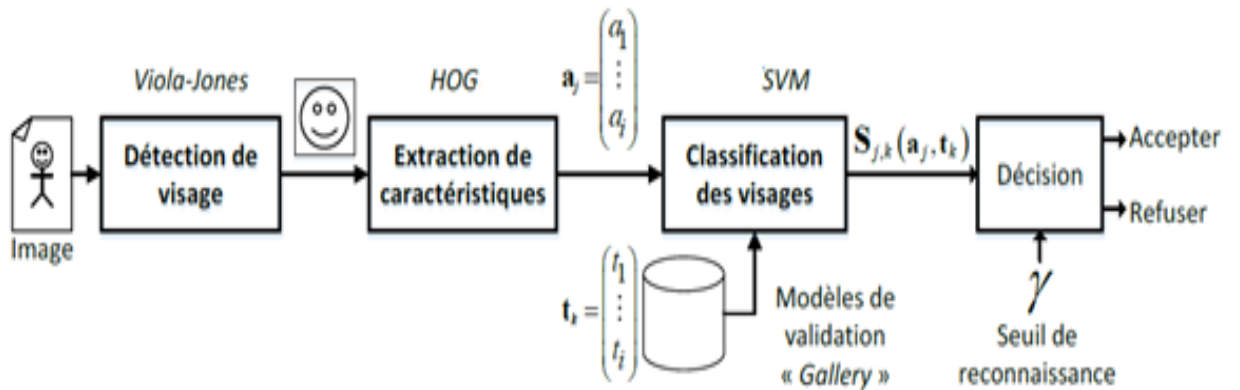 Viola-Jones
HOG
SVM
Image
Détection de
visage
Extraction de
caractéristiques
a_j = (a_1 ⋮ a_i)
Classification
des visages
S_{j,k}(a_j, t_k)
Décision
Accepter
Refuser
t_k = (t_1 ⋮ t_i)
Modèles de
validation
« Gallery »
γ
Seuil de
reconnaissance